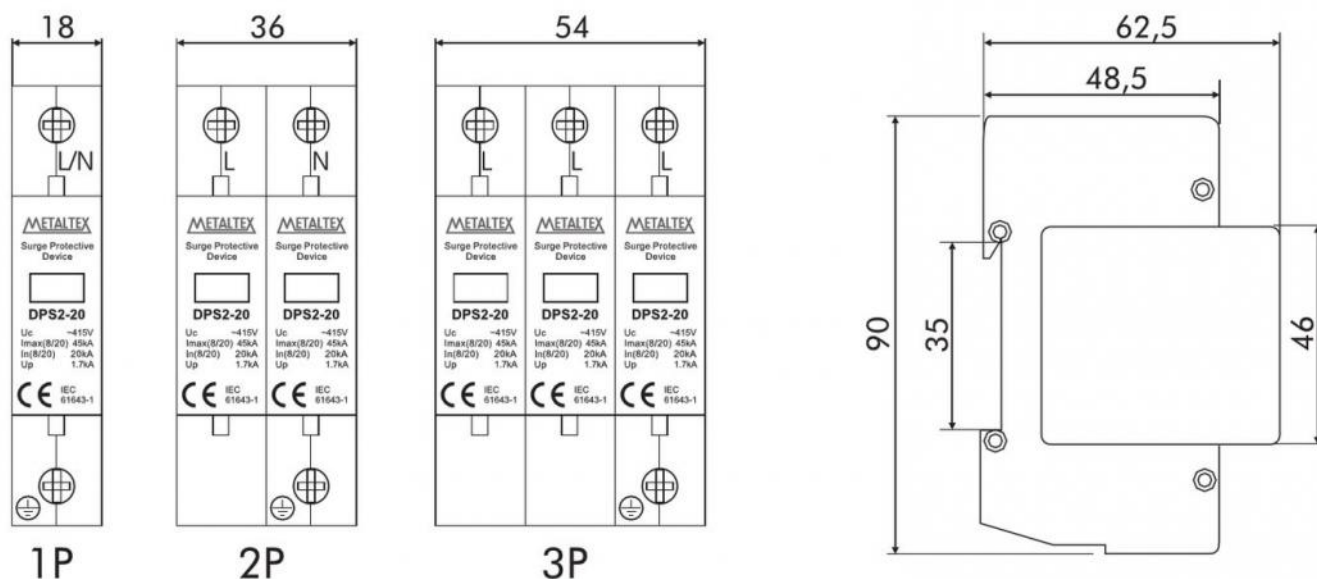 18
L/N
METALTEX
Surge Protective
Device
DPS2-20
Uc ~415V
Imax(8/20) 45kA
In(8/20) 20kA
Up 1.7kA
CE IEC
61643-1
1P
36
L
N
METALTEX
Surge Protective
Device
DPS2-20
Uc ~415V
Imax(8/20) 45kA
In(8/20) 20kA
Up 1.7kA
CE IEC
61643-1
METALTEX
Surge Protective
Device
DPS2-20
Uc ~415V
Imax(8/20) 45kA
In(8/20) 20kA
Up 1.7kA
CE IEC
61643-1
2P
54
L
L
L
METALTEX
Surge Protective
Device
DPS2-20
Uc ~415V
Imax(8/20) 45kA
In(8/20) 20kA
Up 1.7kA
CE IEC
61643-1
METALTEX
Surge Protective
Device
DPS2-20
Uc ~415V
Imax(8/20) 45kA
In(8/20) 20kA
Up 1.7kA
CE IEC
61643-1
METALTEX
Surge Protective
Device
DPS2-20
Uc ~415V
Imax(8/20) 45kA
In(8/20) 20kA
Up 1.7kA
CE IEC
61643-1
3P
62,5
48,5
90
35
46